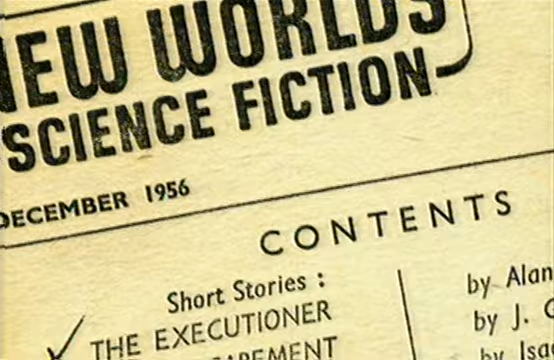 NEW WORLDS
SCIENCE FICTION
DECEMBER 1956
CONTENTS
Short Stories :
THE EXECUTIONER
by Alan
by J.